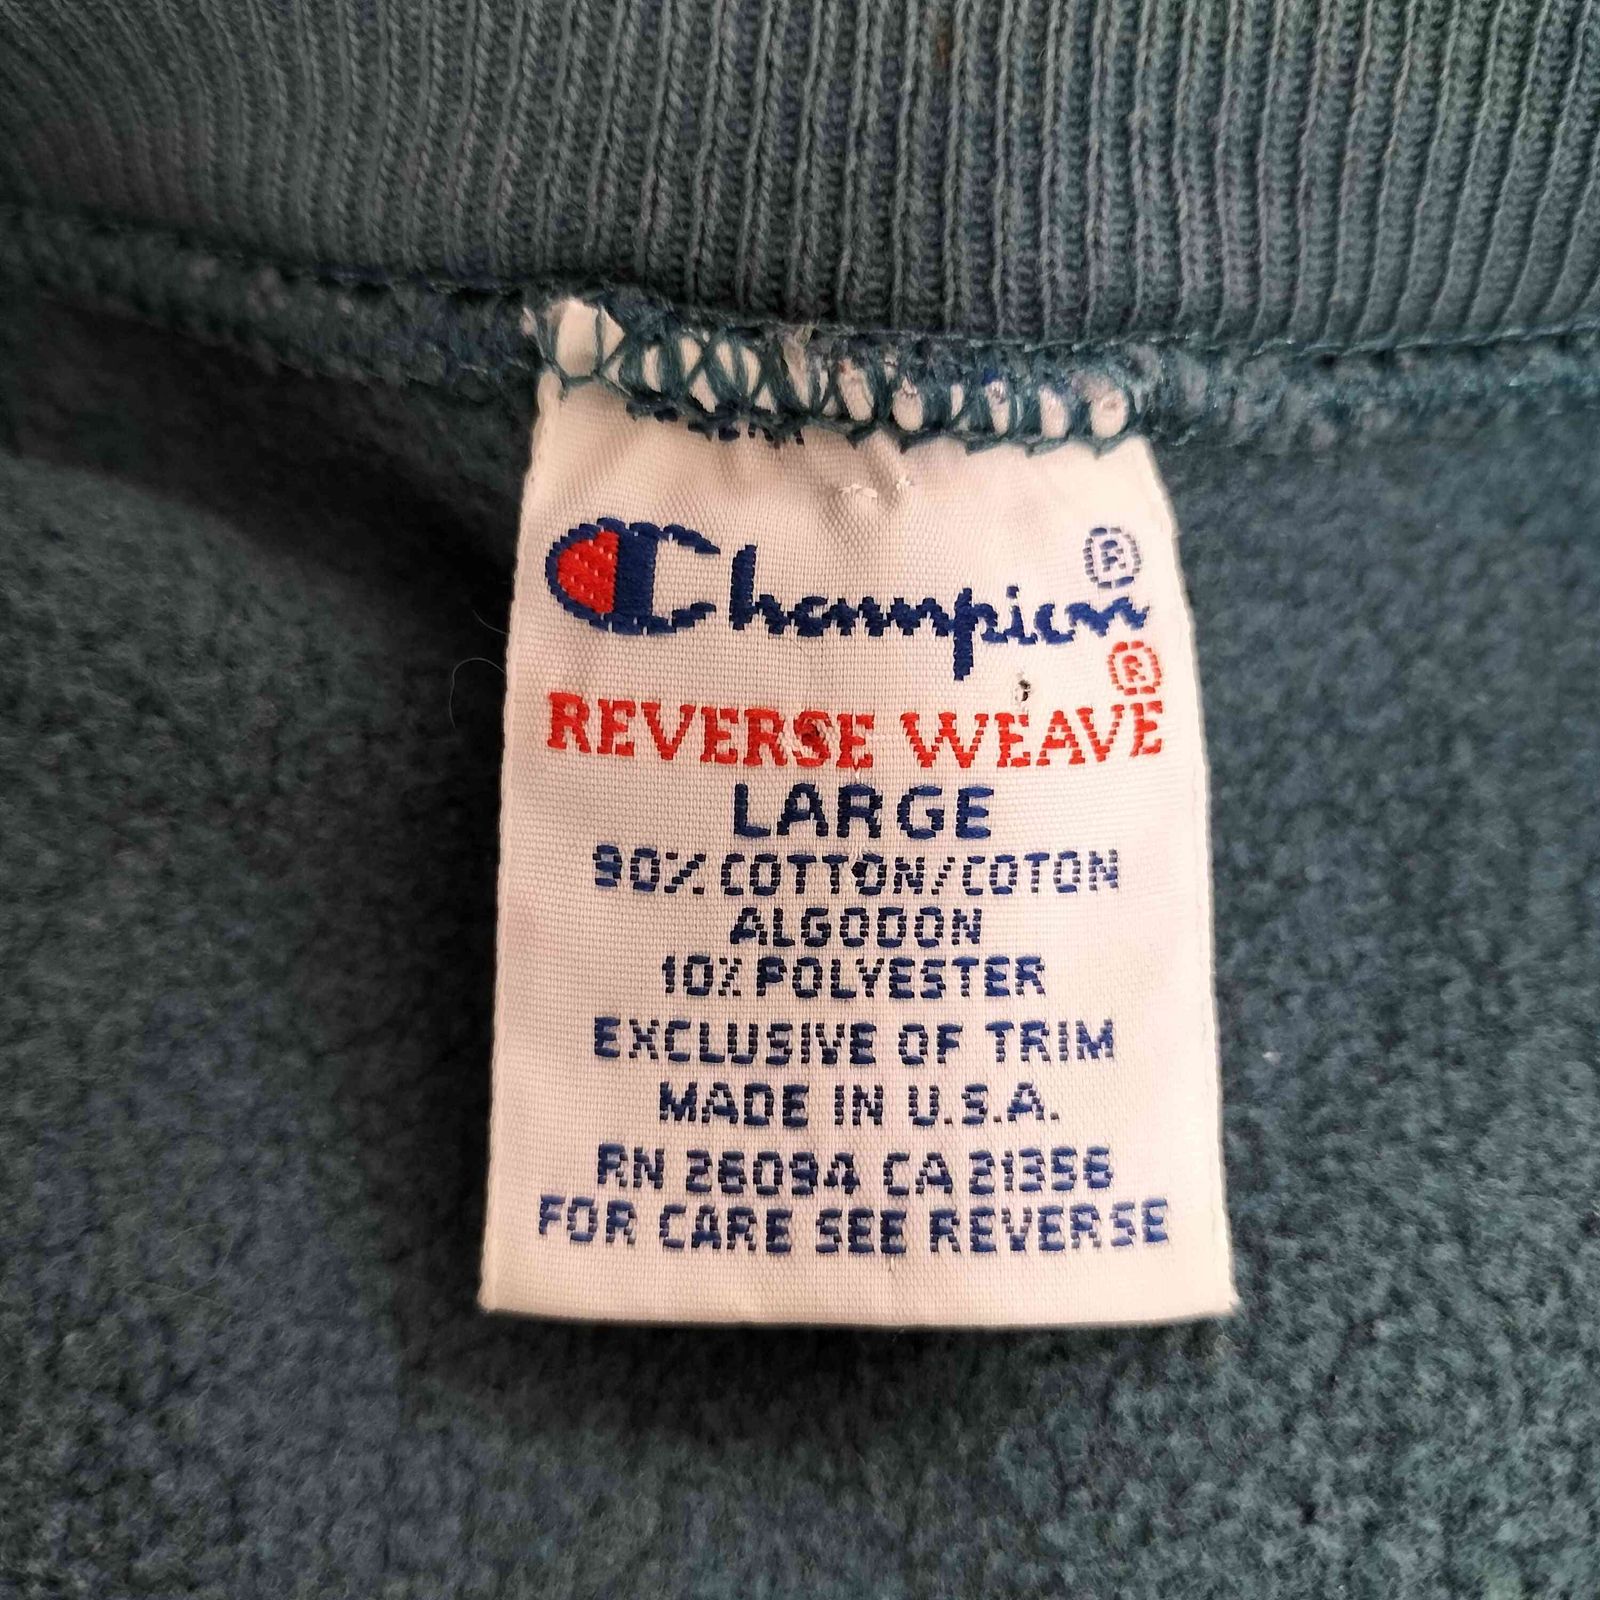 Champion®
REVERSE WEAVE®
LARGE
90% COTTON/COTON
ALGODON
10% POLYESTER
EXCLUSIVE OF TRIM
MADE IN U.S.A.
RN 26094 CA 21356
FOR CARE SEE REVERSE